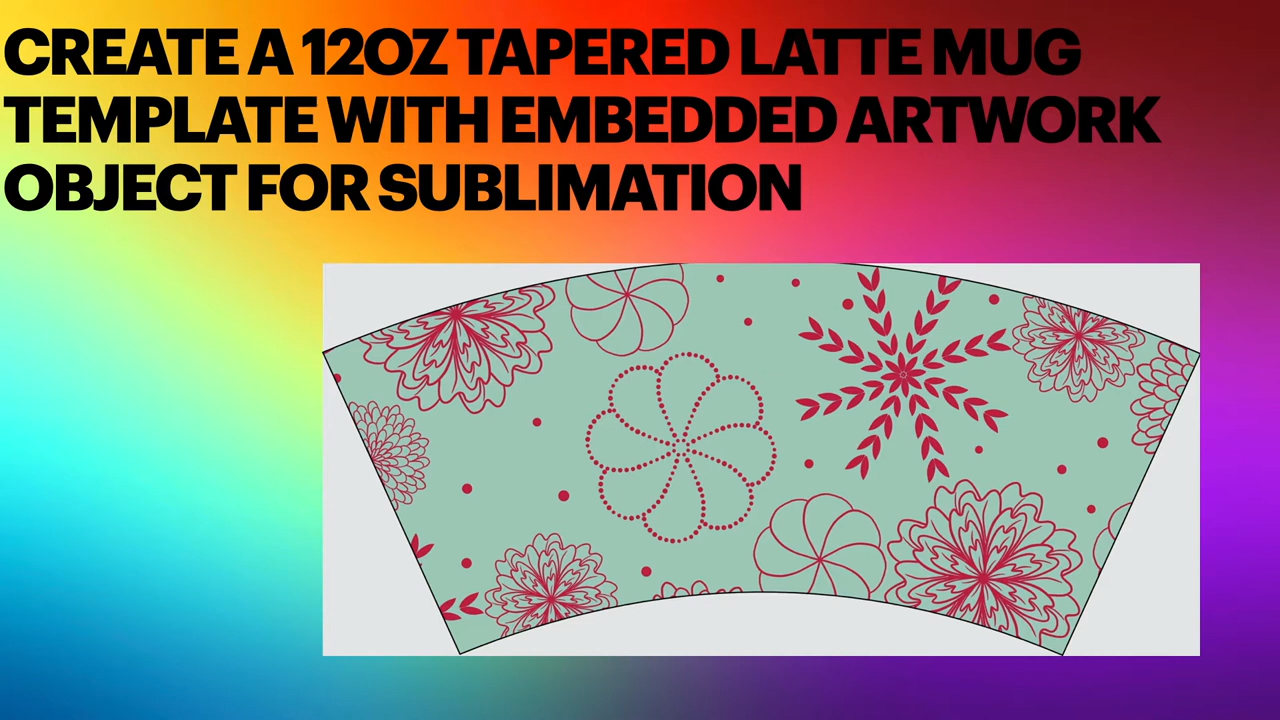 CREATE A 12OZ TAPERED LATTE MUG
TEMPLATE WITH EMBEDDED ARTWORK
OBJECT FOR SUBLIMATION